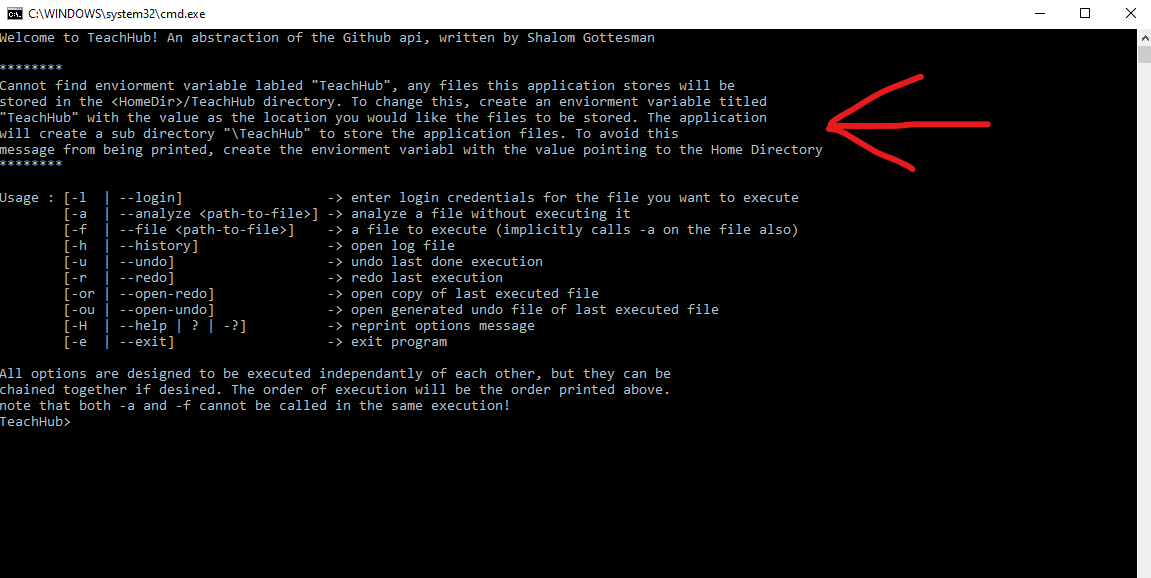 C:\WINDOWS\system32\cmd.exe
Welcome to TeachHub! An abstraction of the Github api, written by Shalom Gottesman
********
Cannot find enviorment variable labled "TeachHub", any files this application stores will be
stored in the <HomeDir>/TeachHub directory. To change this, create an enviorment variable titled
"TeachHub" with the value as the location you would like the files to be stored. The application
will create a sub directory "\TeachHub" to store the application files. To avoid this
message from being printed, create the enviorment variabl with the value pointing to the Home Directory
********
Usage : [-l  | --login]                  -> enter login credentials for the file you want to execute
        [-a  | --analyze <path-to-file>] -> analyze a file without executing it
        [-f  | --file <path-to-file>]    -> a file to execute (implicitly calls -a on the file also)
        [-h  | --history]                -> open log file
        [-u  | --undo]                   -> undo last done execution
        [-r  | --redo]                   -> redo last execution
        [-or | --open-redo]              -> open copy of last executed file
        [-ou | --open-undo]              -> open generated undo file of last executed file
        [-H  | --help | ? | -?]          -> reprint options message
        [-e  | --exit]                   -> exit program
All options are designed to be executed independantly of each other, but they can be
chained together if desired. The order of execution will be the order printed above.
note that both -a and -f cannot be called in the same execution!
TeachHub>